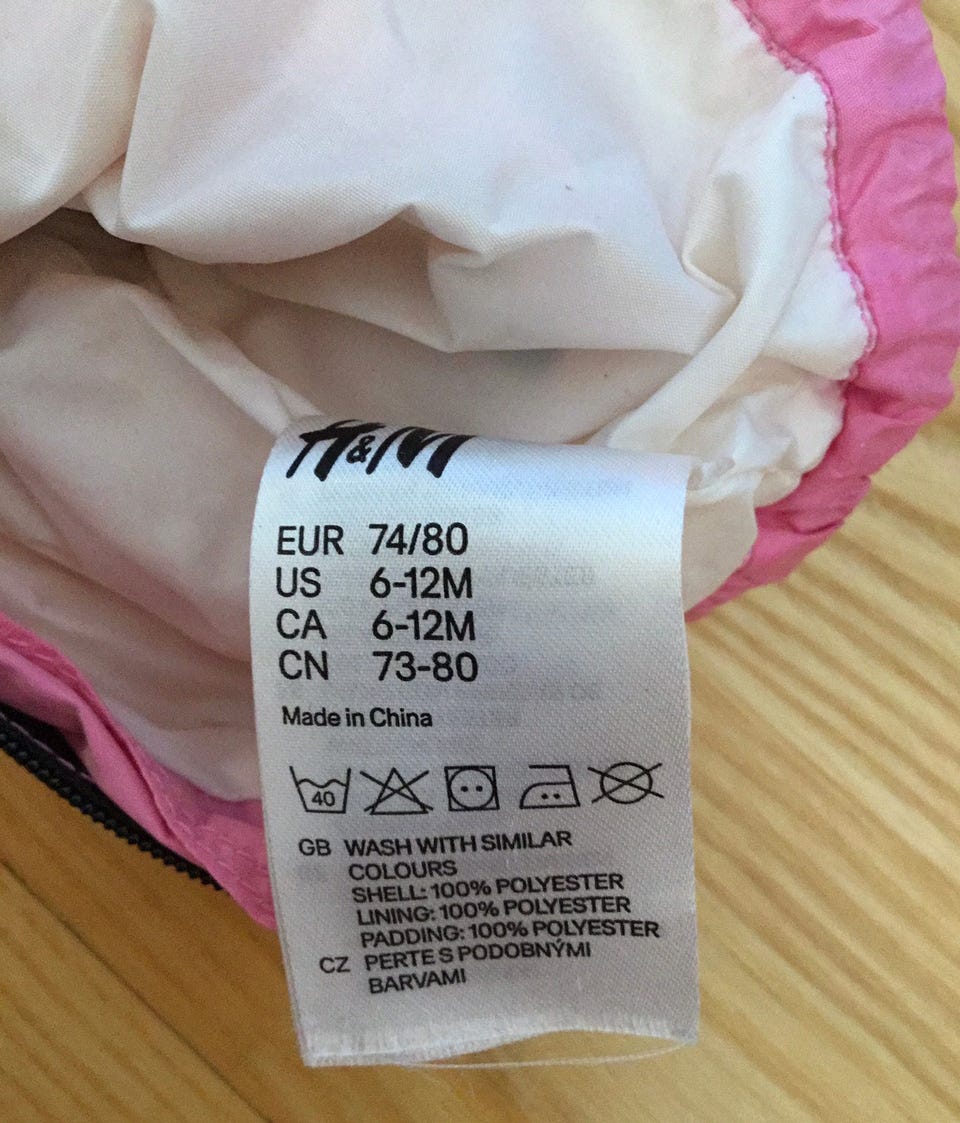 H&M
EUR 74/80
US 6-12M
CA 6-12M
CN 73-80
Made in China
40
GB WASH WITH SIMILAR
COLOURS
SHELL: 100% POLYESTER
LINING: 100% POLYESTER
PADDING: 100% POLYESTER
CZ PERTE S PODOBNÝMI
BARVAMI